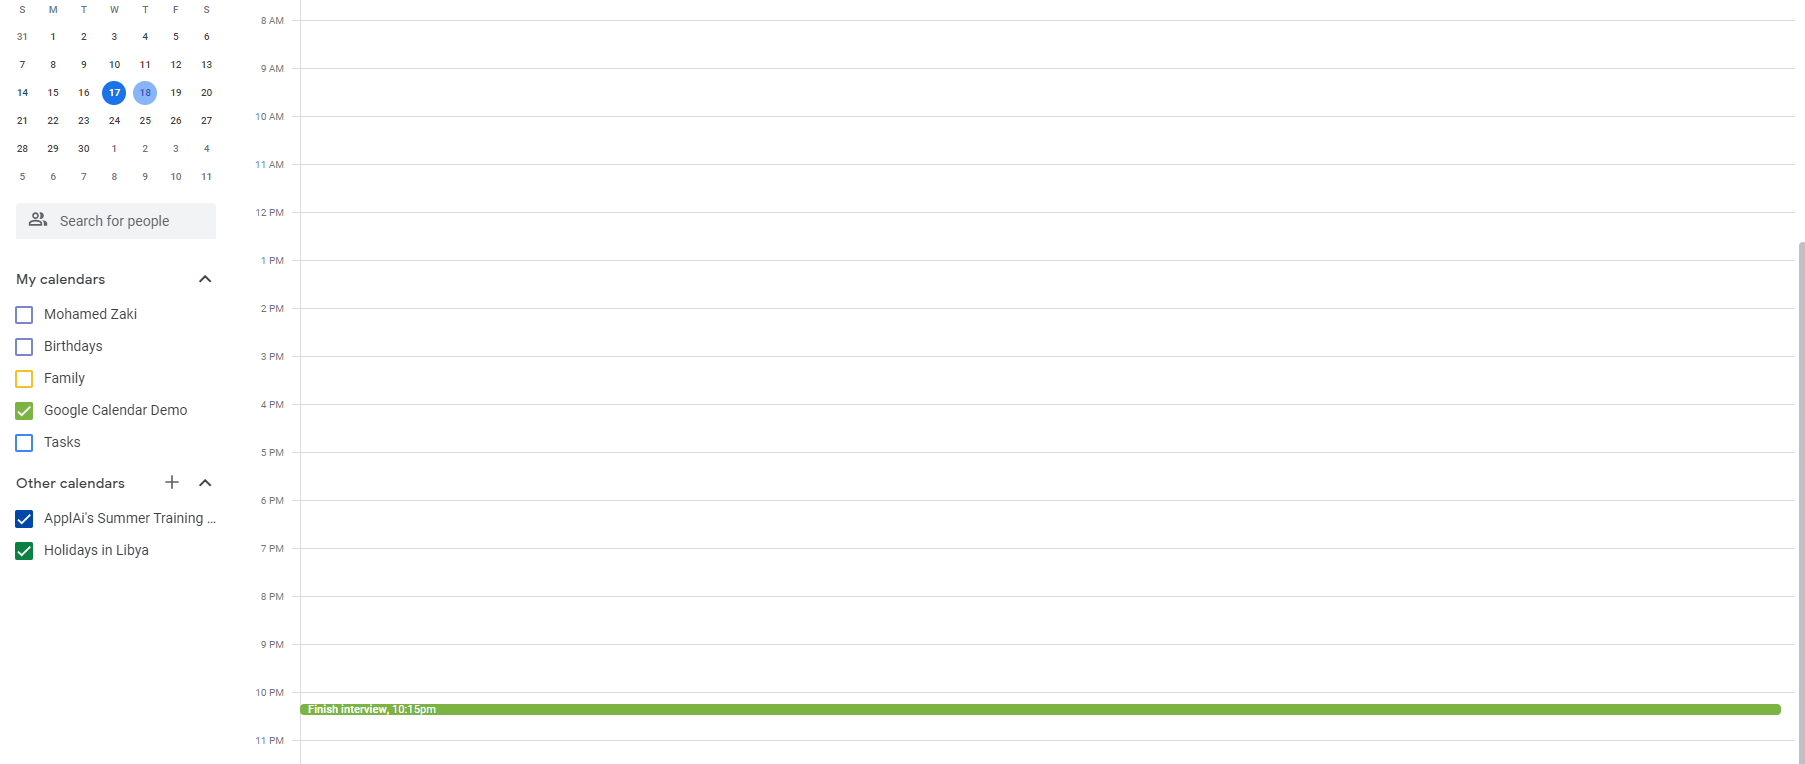 S M T W T F S
31 1 2 3 4 5 6
7 8 9 10 11 12 13
14 15 16 17 18 19 20
21 22 23 24 25 26 27
28 29 30 1 2 3 4
5 6 7 8 9 10 11
Search for people
My calendars
Mohamed Zaki
Birthdays
Family
Google Calendar Demo
Tasks
Other calendars
ApplAi's Summer Training ...
Holidays in Libya
8 AM
9 AM
10 AM
11 AM
12 PM
1 PM
2 PM
3 PM
4 PM
5 PM
6 PM
7 PM
8 PM
9 PM
10 PM
Finish interview, 10:15pm
11 PM